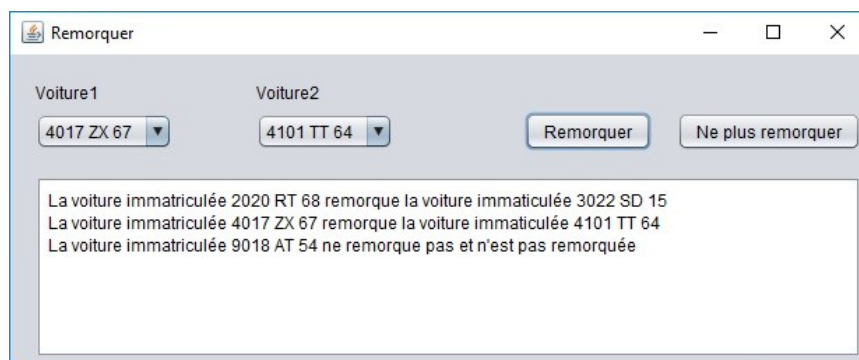 Remorquer
Voiture1 Voiture2
4017 ZX 67 4101 TT 64 Remorquer Ne plus remorquer
La voiture immatriculée 2020 RT 68 remorque la voiture immaticulée 3022 SD 15
La voiture immatriculée 4017 ZX 67 remorque la voiture immaticulée 4101 TT 64
La voiture immatriculée 9018 AT 54 ne remorque pas et n'est pas remorquée